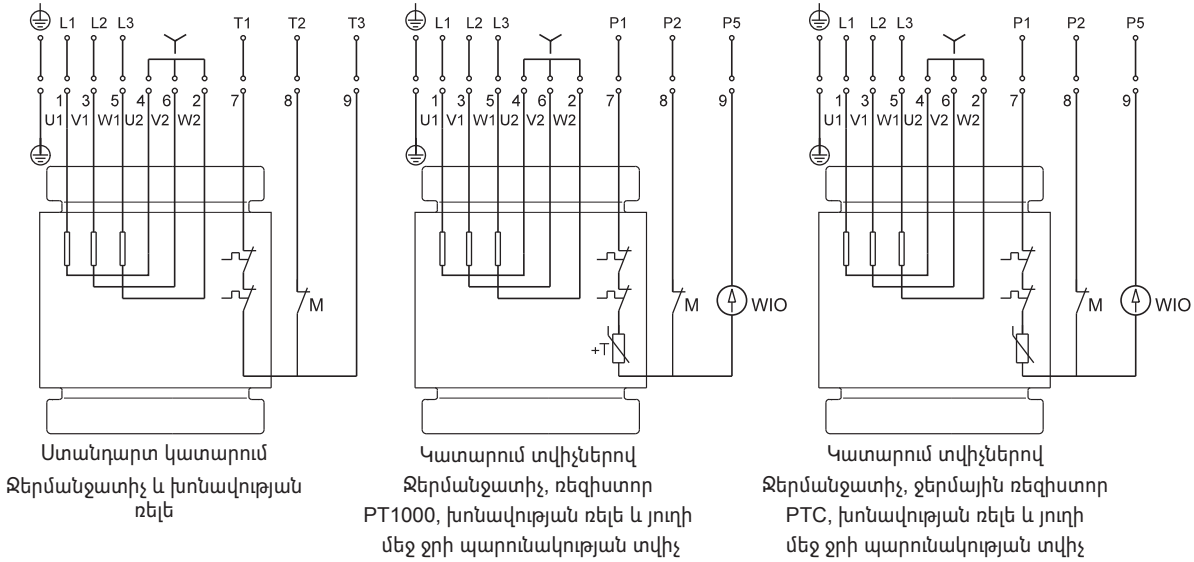 L1 L2 L3 T1 T2 T3
1 3 5 4 6 2 7 8 9
U1 V1 W1 U2 V2 W2
M
Ստանդարտ կատարում
Ջերմանջատիչ և խոնավության
ռելե
L1 L2 L3 P1 P2 P5
1 3 5 4 6 2 7 8 9
U1 V1 W1 U2 V2 W2
M WIO
+T
Կատարում տվիչներով
Ջերմանջատիչ, ռեզիստոր
PT1000, խոնավության ռելե և յուղի
մեջ ջրի պարունակության տվիչ
L1 L2 L3 P1 P2 P5
1 3 5 4 6 2 7 8 9
U1 V1 W1 U2 V2 W2
M WIO
Կատարում տվիչներով
Ջերմանջատիչ, ջերմային ռեզիստոր
PTC, խոնավության ռելե և յուղի
մեջ ջրի պարունակության տվիչ